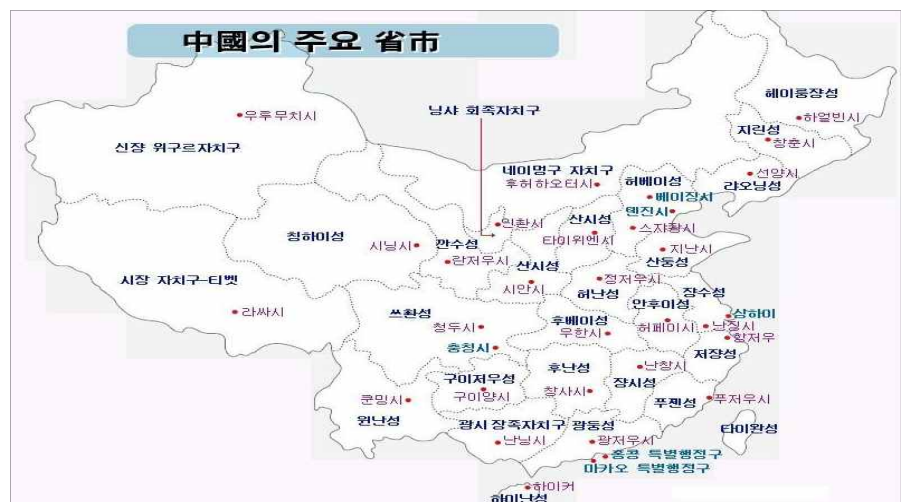 中國의 주요 省市
헤이룽쟝성
하얼빈시
닝샤 회족자치구
우루무치시
지린성
창춘시
신쟝 위구르자치구
네이멍구 자치구
후허하오터시
허베이성
선양시
랴오닝성
베이징서
톈진시
산시성
인촨시
스쟈좡시
칭하이성
시닝시
깐수성
타이위엔시
지난시
란저우시
산시성
산둥성
시장 자치구-티벳
시안시
정저우시
허난성
쟝수성
안후이성
라싸시
쓰촨성
상하이
청두시
후베이성
우한시
허페이시
난징시
항저우
충칭시
저쟝성
후난성
난창시
구이저우성
구이양시
창사시
쟝시성
쿤밍시
푸졘성
푸저우시
윈난성
광시 좡족자치구
광둥성
타이완성
난닝시
광저우시
홍콩 특별행정구
마카오 특별행정구
하이커
하이난성